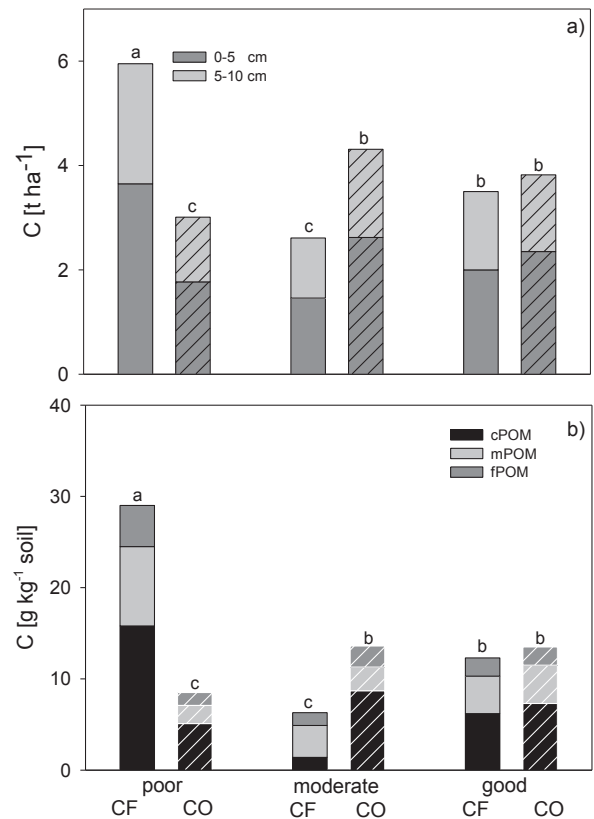 a)
6
a
0-5 cm
5-10 cm
4
b
b
b
c
c
2
0
C [t ha⁻¹]
40
b)
cPOM
mPOM
fPOM
30
a
20
b
b
b
10
c
c
0
C [g kg⁻¹ soil]
poor moderate good
CF CO CF CO CF CO